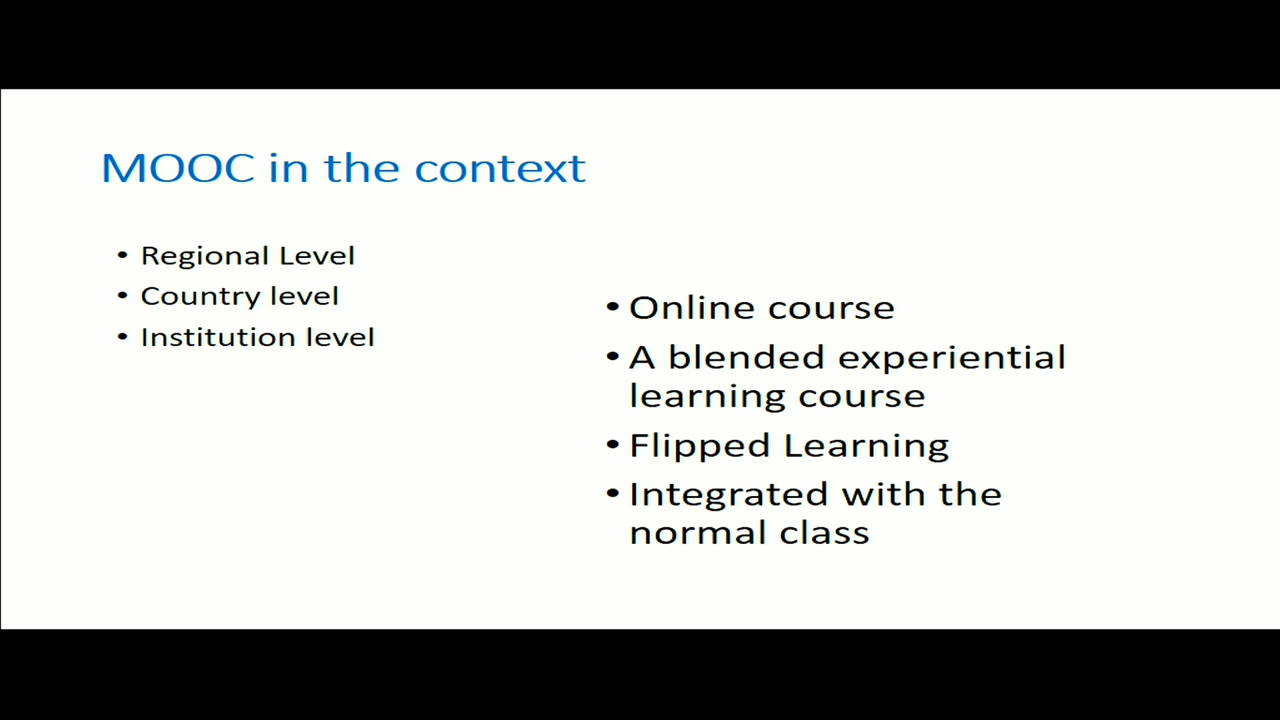 MOOC in the context
• Regional Level
• Country level
• Institution level
• Online course
• A blended experiential
learning course
• Flipped Learning
• Integrated with the
normal class